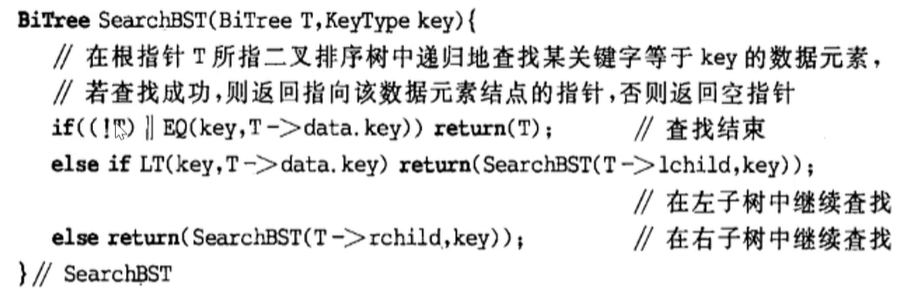 BiTree SearchBST(BiTree T,KeyType key){
// 在根指针 T 所指二叉排序树中递归地查找某关键字等于 key 的数据元素，
// 若查找成功，则返回指向该数据元素结点的指针，否则返回空指针
if((!T) || EQ(key,T->data.key)) return(T); // 查找结束
else if LT(key,T->data.key) return(SearchBST(T->lchild,key));
// 在左子树中继续查找
else return(SearchBST(T->rchild,key)); // 在右子树中继续查找
}// SearchBST